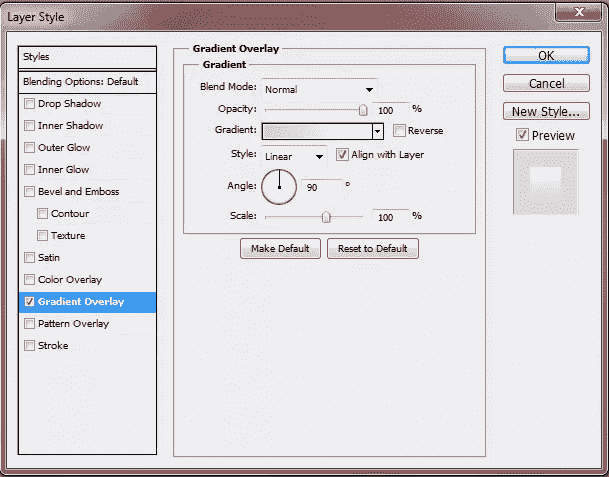 Layer Style
Styles
Blending Options: Default
Drop Shadow
Inner Shadow
Outer Glow
Inner Glow
Bevel and Emboss
Contour
Texture
Satin
Color Overlay
Gradient Overlay
Pattern Overlay
Stroke
Gradient Overlay
Gradient
Blend Mode: Normal
Opacity: 100 %
Gradient: Reverse
Style: Linear Align with Layer
Angle: 90 °
Scale: 100 %
Make Default Reset to Default
OK
Cancel
New Style...
Preview